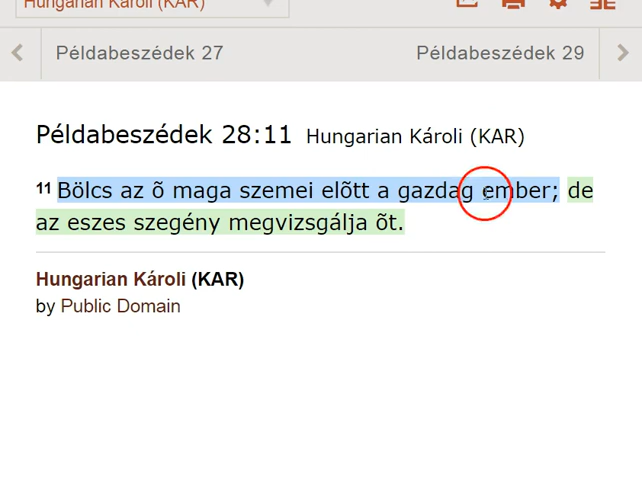 Hungarian Károli (KAR)
Példabeszédek 27 Példabeszédek 29
Példabeszédek 28:11 Hungarian Károli (KAR)
11 Bölcs az õ maga szemei elõtt a gazdag ember; de
az eszes szegény megvizsgálja õt.
Hungarian Károli (KAR)
by Public Domain